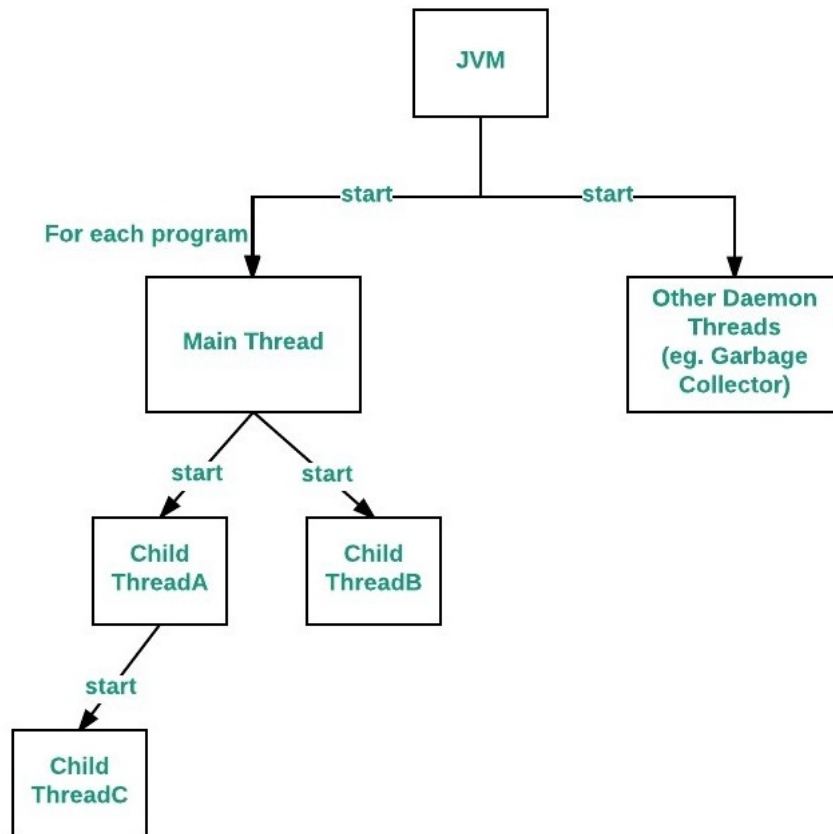 JVM
start
start
For each program
Main Thread
Other Daemon
Threads
(eg. Garbage
Collector)
start
start
Child
ThreadA
Child
ThreadB
start
Child
ThreadC